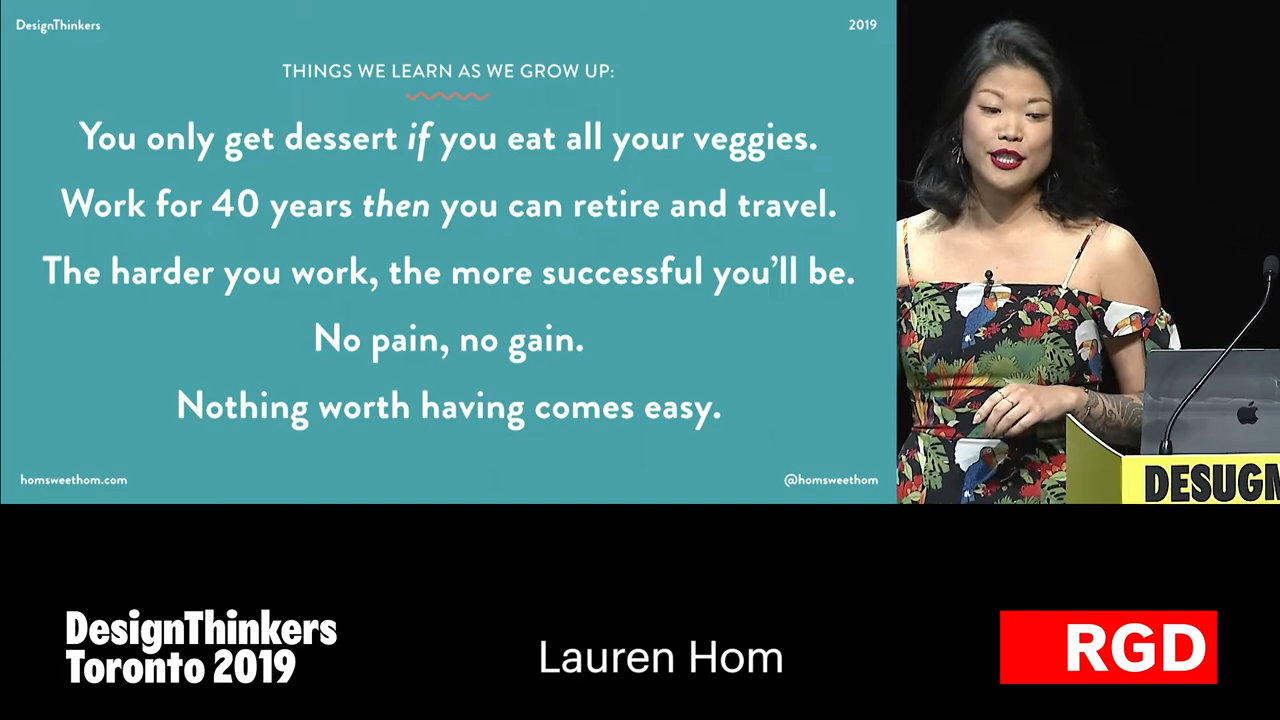 DesignThinkers
2019
THINGS WE LEARN AS WE GROW UP:
You only get dessert if you eat all your veggies.
Work for 40 years then you can retire and travel.
The harder you work, the more successful you'll be.
No pain, no gain.
Nothing worth having comes easy.
homsweethom.com
@homsweethom
DESUGN
DesignThinkers
Toronto 2019
Lauren Hom
RGD